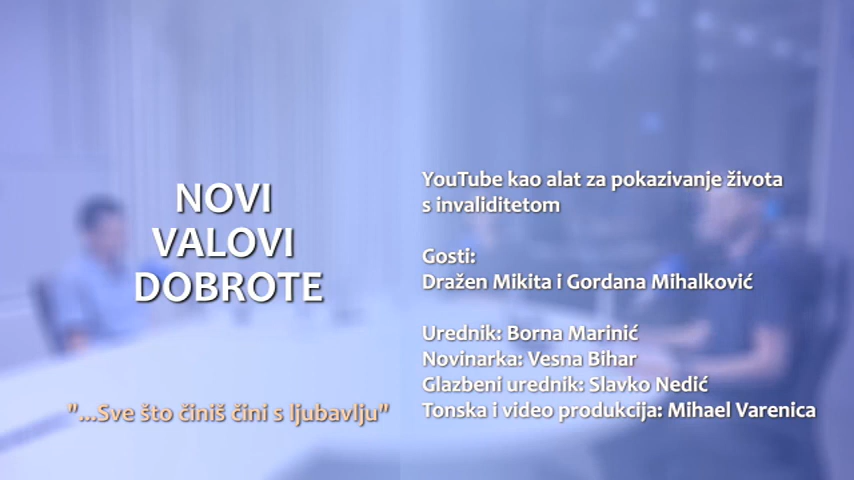 NOVI
VALOVI
DOBROTE
"...Sve što činiš čini s ljubavlju"
YouTube kao alat za pokazivanje života
s invaliditetom
Gosti:
Dražen Mikita i Gordana Mihalković
Urednik: Borna Marinić
Novinarka: Vesna Bihar
Glazbeni urednik: Slavko Nedić
Tonska i video produkcija: Mihael Varenica